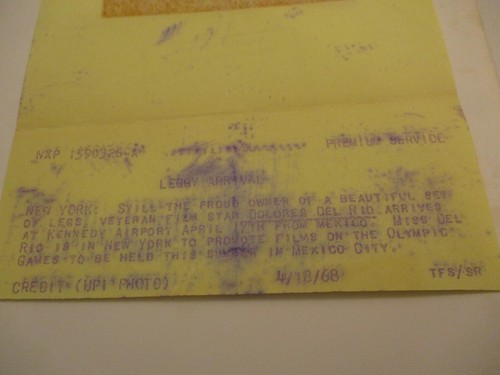 NXP 1590326-A PREMIUM SERVICE
LEGGY ARRIVAL
NEW YORK: STILL THE PROUD OWNER OF A BEAUTIFUL SET
OF LEGS, VETERAN FILM STAR DOLORES DEL RIO ARRIVES
AT KENNEDY AIRPORT APRIL 17TH FROM MEXICO. MISS DEL
RIO IS IN NEW YORK TO PROMOTE FILMS ON THE OLYMPIC
GAMES TO BE HELD THIS SUMMER IN MEXICO CITY.
CREDIT (UPI PHOTO) 4/18/68 TFS/SR